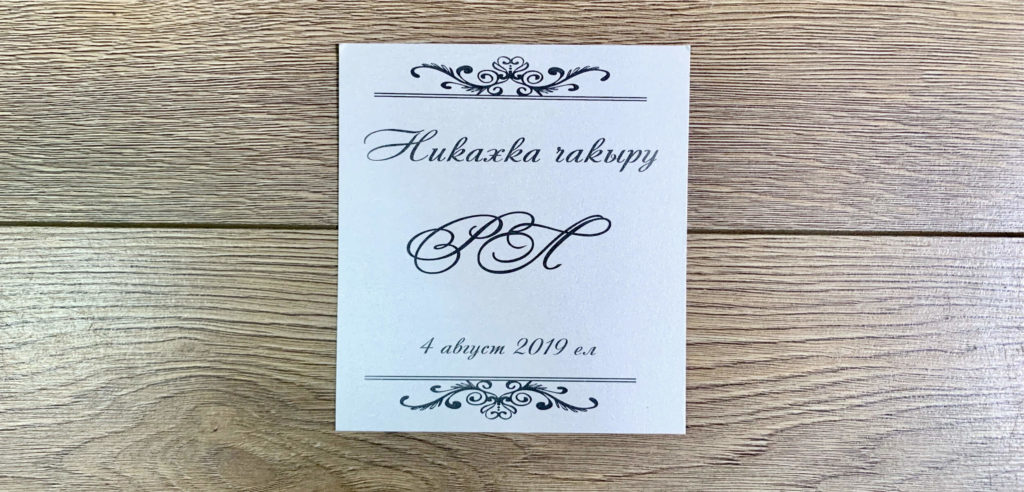 Никахка чакыру
РЛ
4 август 2019 ел